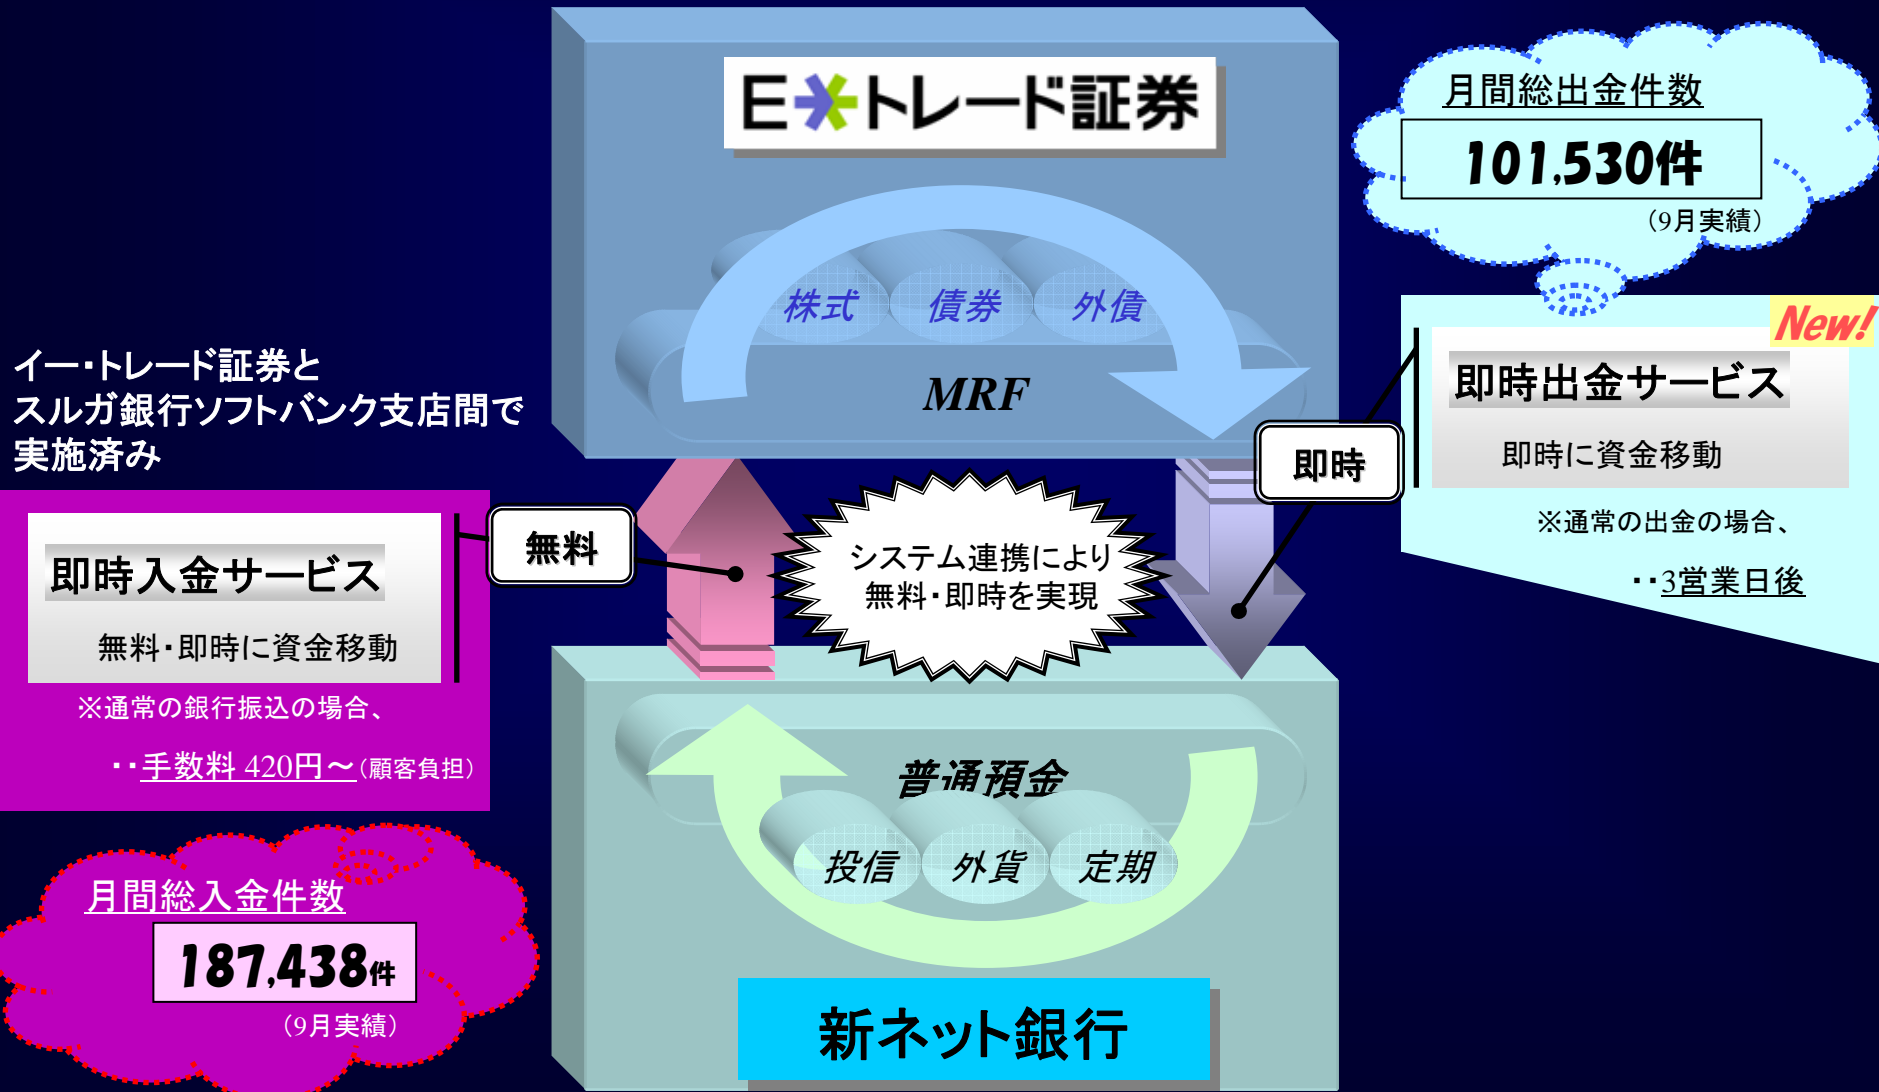 E*トレード証券
株式
債券
外債
MRF
月間総出金件数
101,530件
(9月実績)
New!
即時出金サービス
即時に資金移動
※通常の出金の場合、
・・3営業日後
即時
イー・トレード証券と
スルガ銀行ソフトバンク支店間で
実施済み
即時入金サービス
無料・即時に資金移動
※通常の銀行振込の場合、
・・手数料 420円～(顧客負担)
無料
システム連携により
無料・即時を実現
月間総入金件数
187,438件
(9月実績)
普通預金
投信
外貨
定期
新ネット銀行